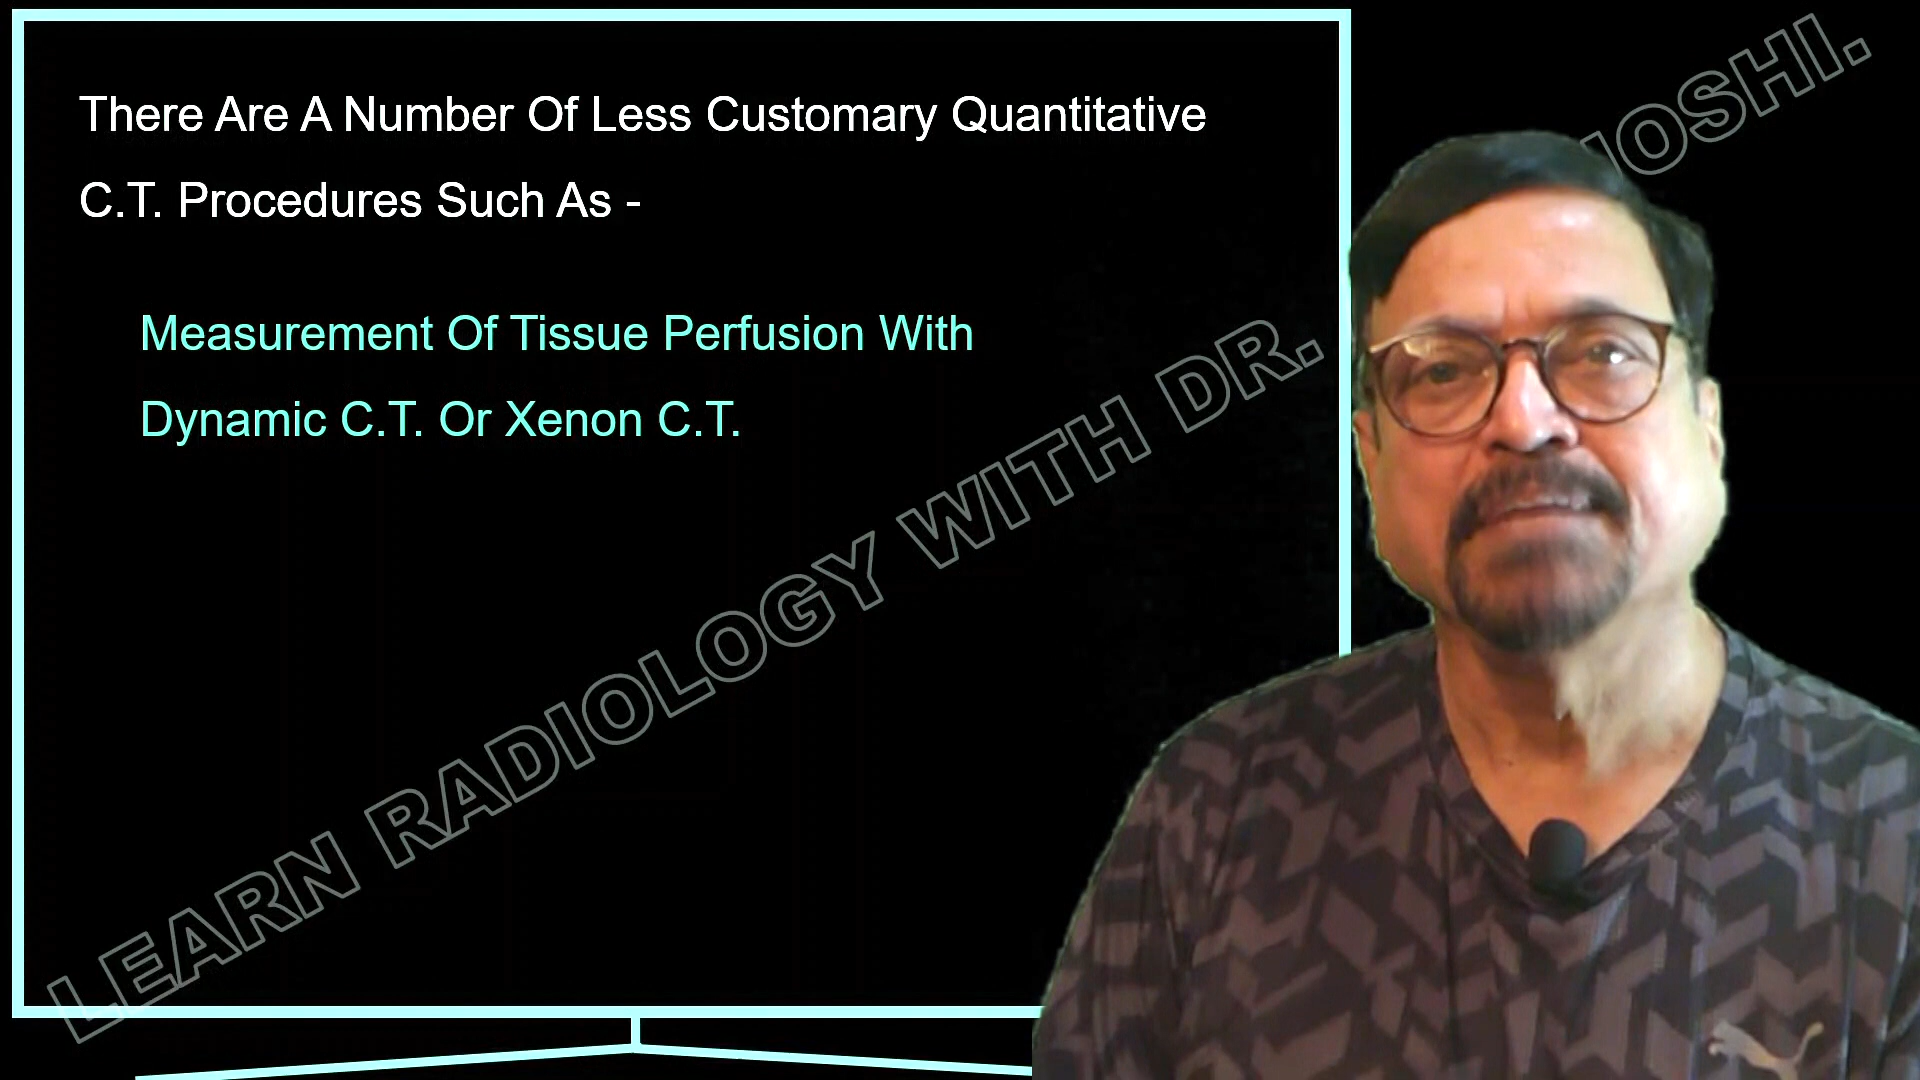 There Are A Number Of Less Customary Quantitative
C.T. Procedures Such As -
Measurement Of Tissue Perfusion With
Dynamic C.T. Or Xenon C.T.
LEARN RADIOLOGY WITH DR. JOSHI.